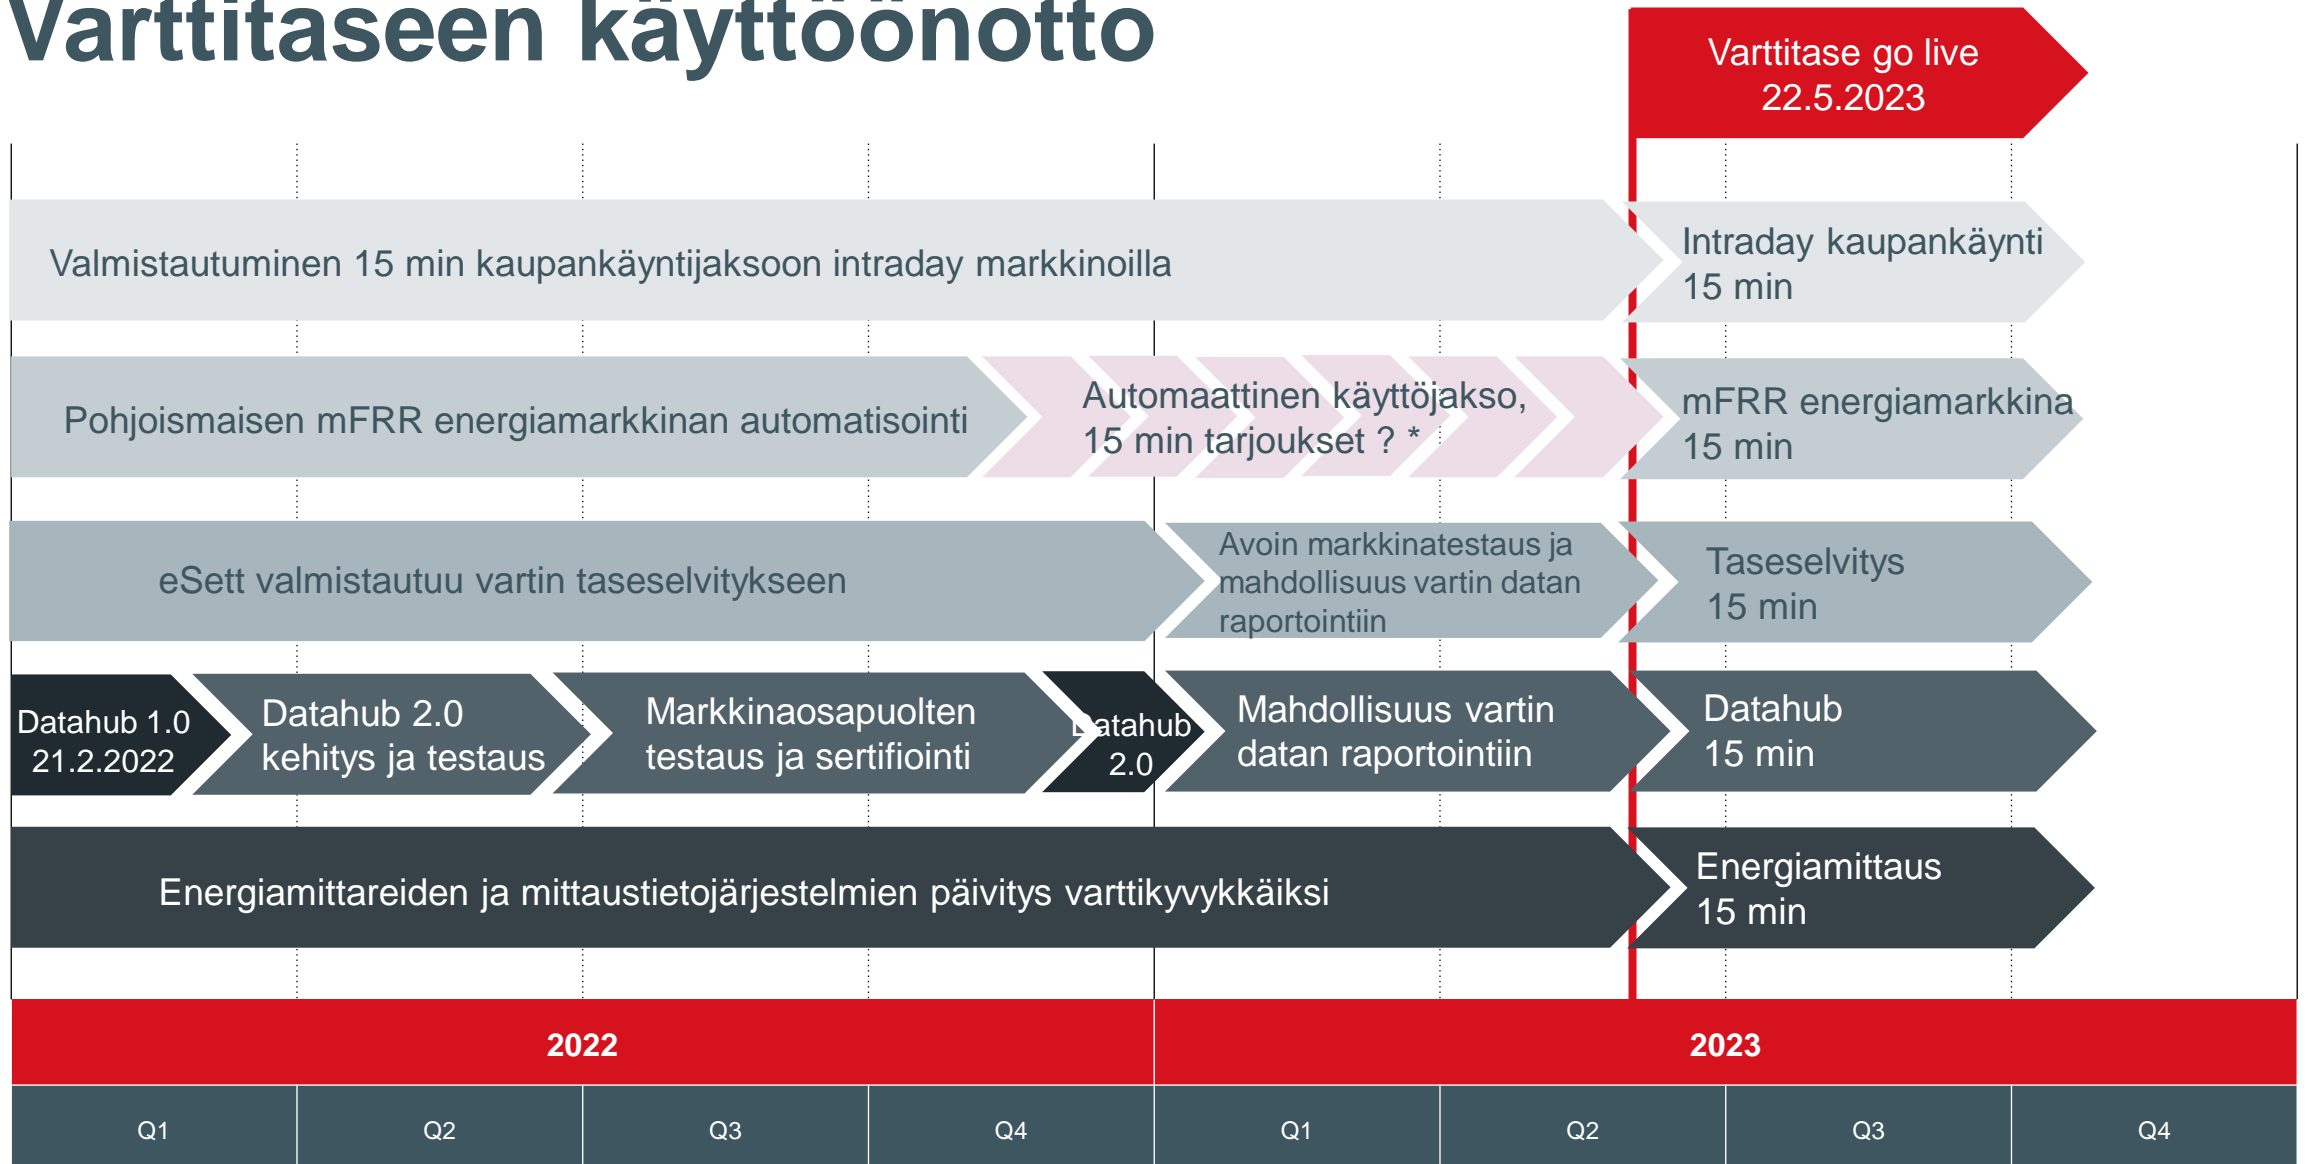 Varttitaseen käyttöönotto
Varttitase go live
22.5.2023
Valmistautuminen 15 min kaupankäyntijaksoon intraday markkinoilla
Intraday kaupankäynti
15 min
Pohjoismaisen mFRR energiamarkkinan automatisointi
Automaattinen käyttöjakso,
15 min tarjoukset ? *
mFRR energiamarkkina
15 min
eSett valmistautuu vartin taseselvitykseen
Avoin markkinatestaus ja
mahdollisuus vartin datan
raportointiin
Taseselvitys
15 min
Datahub 1.0
21.2.2022
Datahub 2.0
kehitys ja testaus
Markkinaosapuolten
testaus ja sertifiointi
Datahub
2.0
Mahdollisuus vartin
datan raportointiin
Datahub
15 min
Energiamittareiden ja mittaustietojärjestelmien päivitys varttikyvykkäiksi
Energiamittaus
15 min
2022
2023
Q1
Q2
Q3
Q4
Q1
Q2
Q3
Q4